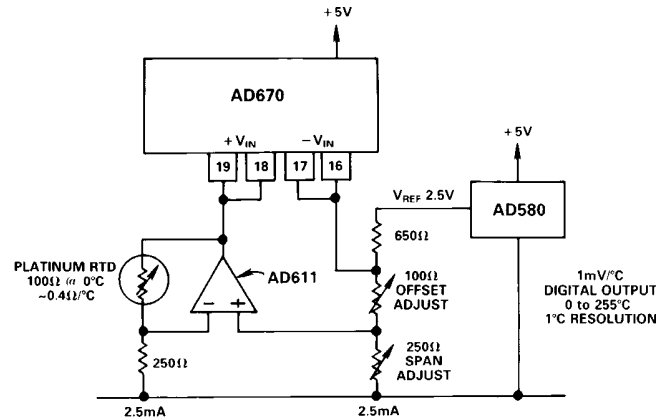 +5V
AD670
+VIN
−VIN
19
18
17
16
+5V
VREF 2.5V
AD580
650Ω
AD611
PLATINUM RTD
100Ω @ 0°C
~0.4Ω/°C
− +
100Ω
OFFSET
ADJUST
1mV/°C
DIGITAL OUTPUT
0 to 255°C
1°C RESOLUTION
250Ω
250Ω
SPAN
ADJUST
2.5mA
2.5mA